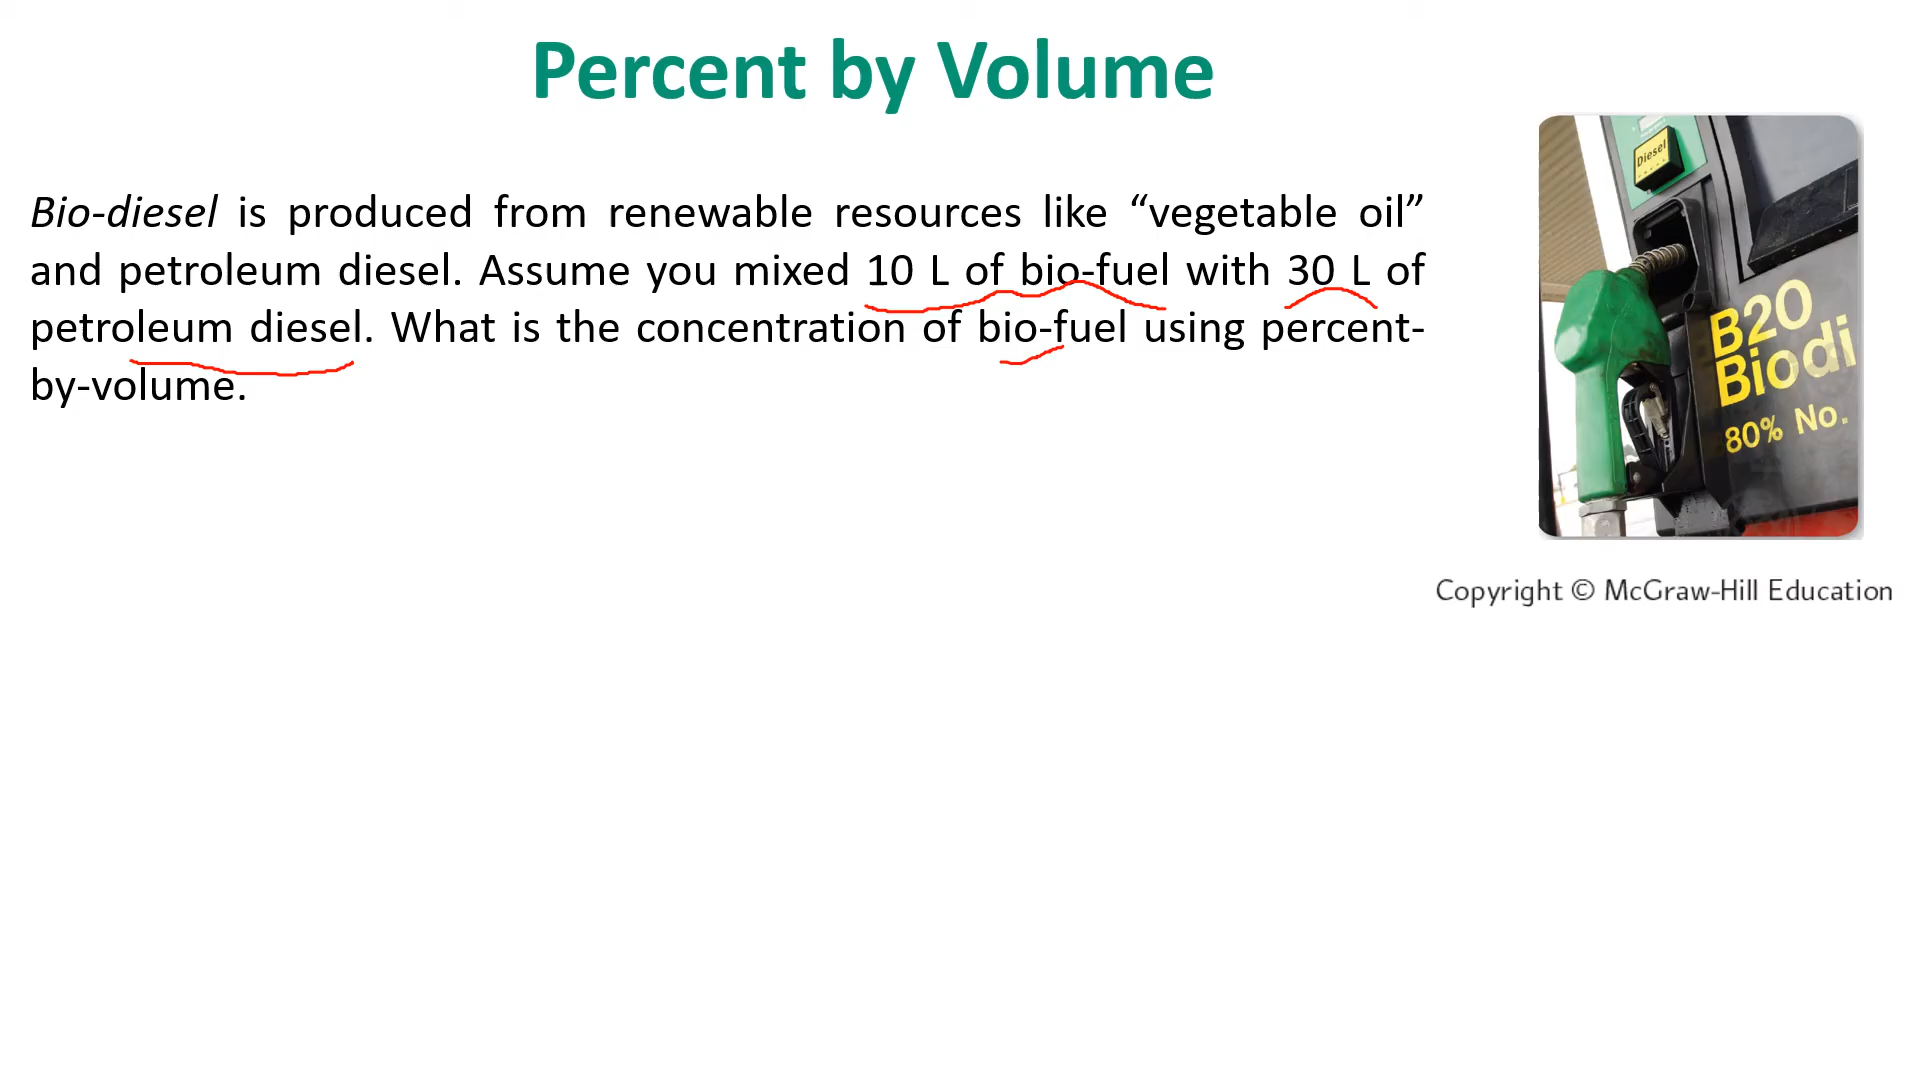 Percent by Volume
Bio-diesel is produced from renewable resources like “vegetable oil”
and petroleum diesel. Assume you mixed 10 L of bio-fuel with 30 L of
petroleum diesel. What is the concentration of bio-fuel using percent-
by-volume.
Diesel
B20
Biodi
80% No.
Copyright © McGraw-Hill Education